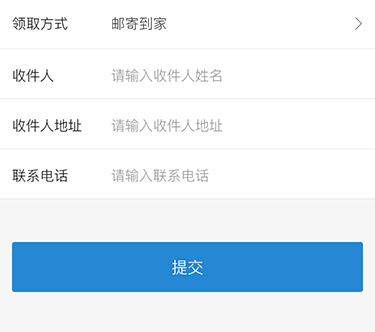 领取方式 邮寄到家
收件人 请输入收件人姓名
收件人地址 请输入收件人地址
联系电话 请输入联系电话
提交